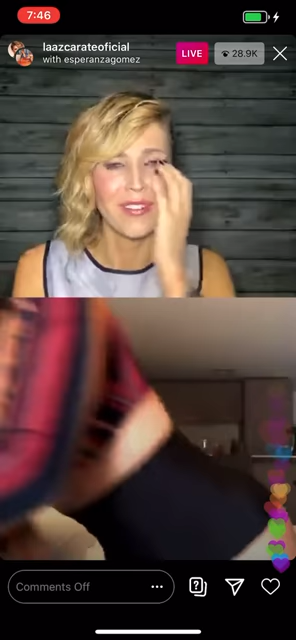 7:46
laazcarateoficial
with esperanzagomez
LIVE
28.9K
Comments Off